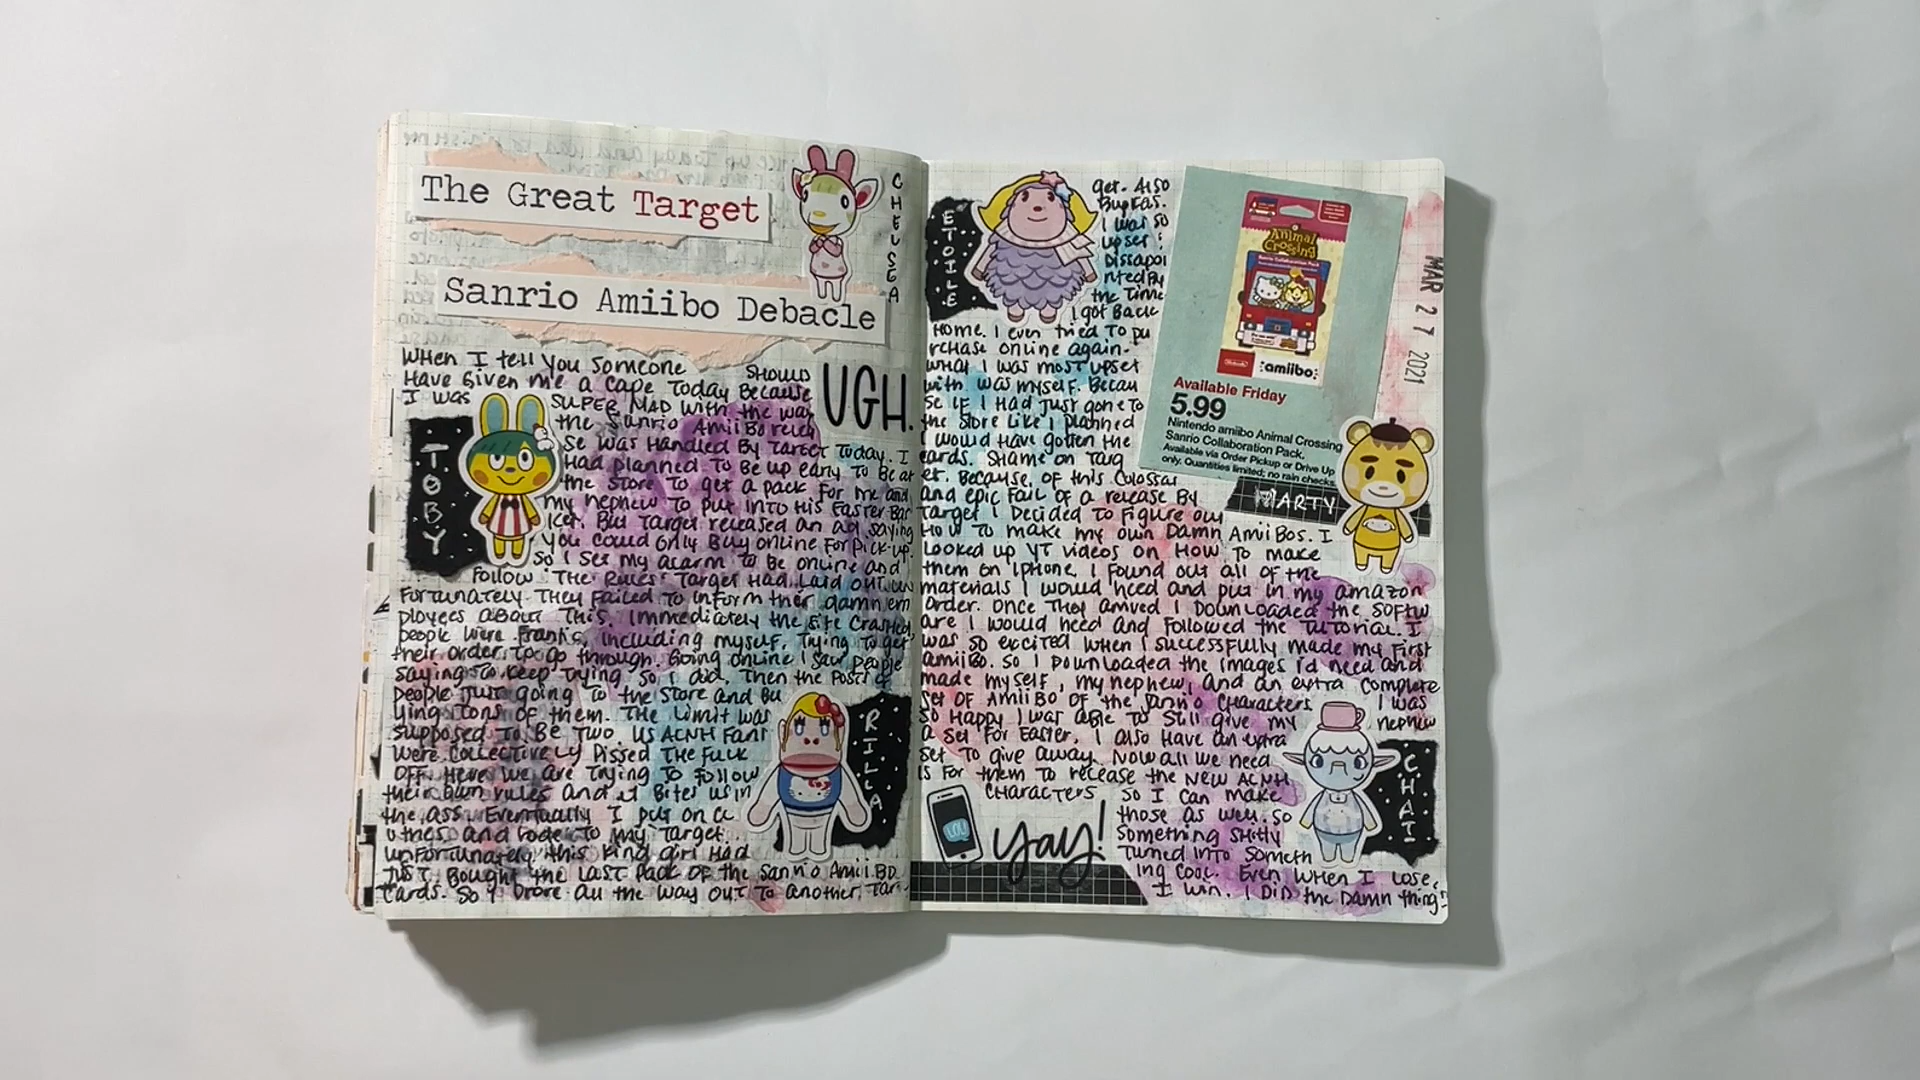 The Great Target
Sanrio Amiibo Debacle
CHELSEA
When I tell you someone should
Have given me a cape today because
I was SUPER MAD with the way
the Sanrio Amiibo relea
se was handled by Target today. I
Had planned to be up early to be at
the store to get a pack for me and
my nephew to put into his Easter Bas
ket. But Target released an ad saying
you could only buy online for pick-up.
So I set my alarm to be online and
Follow "The Rules" Target had laid out. Un
fortunately they failed to inform their damn em
ployees about this. Immediately the site crashed,
people were frantic, including myself, trying to get
their order to go through. Going online I saw people
saying to keep trying so I did. Then the posts of
people just going to the store and bu
ying tons of them. The limit was
supposed to be two. Us ACNH Fans
were collectively pissed the fuck
off. Here we are trying to follow
their own rules and it bites us in
the ass. Eventually I put on cl
othes and rode to my Target
unfortunately this kind girl had
just bought the last pack of the Sanrio Amiibo
cards. So I drove all the way out to another Tar
UGH.
TOBY
RILLA
ETOILE
get. Also
Bupkas.
I was so
upset &
Dissapoi
nted by
the time
I got back
Home. I even tried to pu
rchase online again.
What I was most upset
with was myself. Becau
se if I had just gone to
the store like I planned
I would have gotten the
cards. Shame on Targ
et. Because of this colossal
and epic fail of a release by
Target I decided to figure out
How to make my own Damn Amiibos. I
Looked up YT videos on how to make
them on iPhone. I found out all of the
materials I would need and put in my amazon
order. Once they arrived I downloaded the softw
are I would need and followed the tutorial. I
was so excited when I successfully made my first
amiibo. So I downloaded the images I'd need and
made myself, my nephew, and an extra complete
set of Amiibo of the Sanrio characters. I was
so happy I was able to still give my nephew
a set for Easter. I also have an extra
set to give away. Now all we need
is for them to release the new ACNH
characters so I can make
those as well. So
something shitty
turned into someth
ing cool. Even when I lose,
I win. I did the damn thing!
Animal
Crossing
Sanrio Collaboration Pack
Nintendo
amiibo
Available Friday
5.99
Nintendo amiibo Animal Crossing
Sanrio Collaboration Pack.
Available via Order Pickup or Drive Up
only. Quantities limited; no rain checks.
MAR 27 2021
MARTY
CHAI
LOL!
yay!